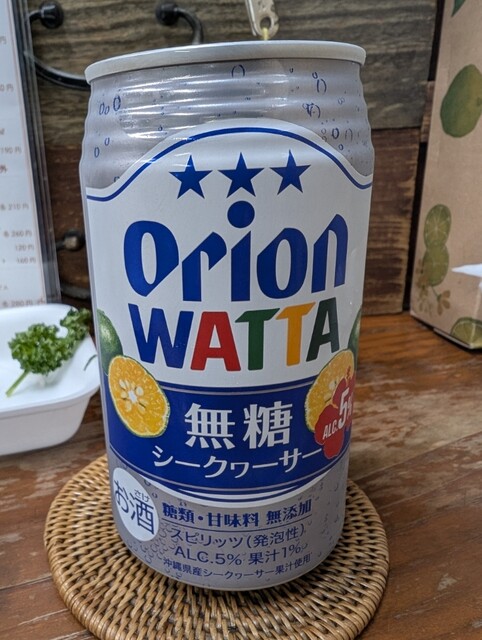 Orion
WATTA
無糖
シークヮーサー
ALC.5%
お酒
さけ
糖類・甘味料 無添加
スピリッツ(発泡性)
ALC.5% 果汁1%
沖縄県産シークヮーサー果汁使用